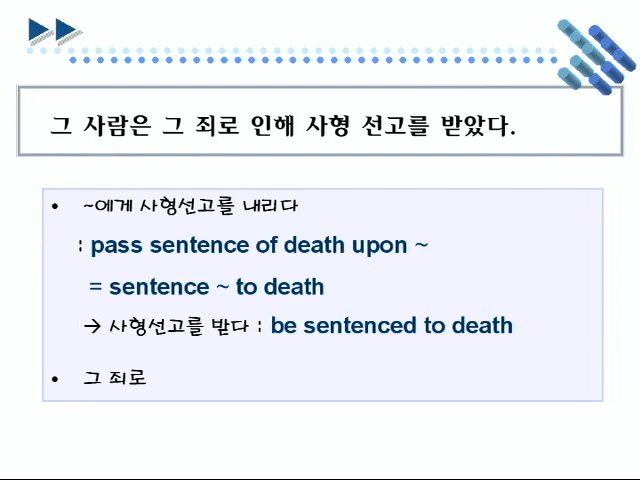 그 사람은 그 죄로 인해 사형 선고를 받았다.
• ~에게 사형선고를 내리다
: pass sentence of death upon ~
= sentence ~ to death
→ 사형선고를 받다 : be sentenced to death
• 그 죄로